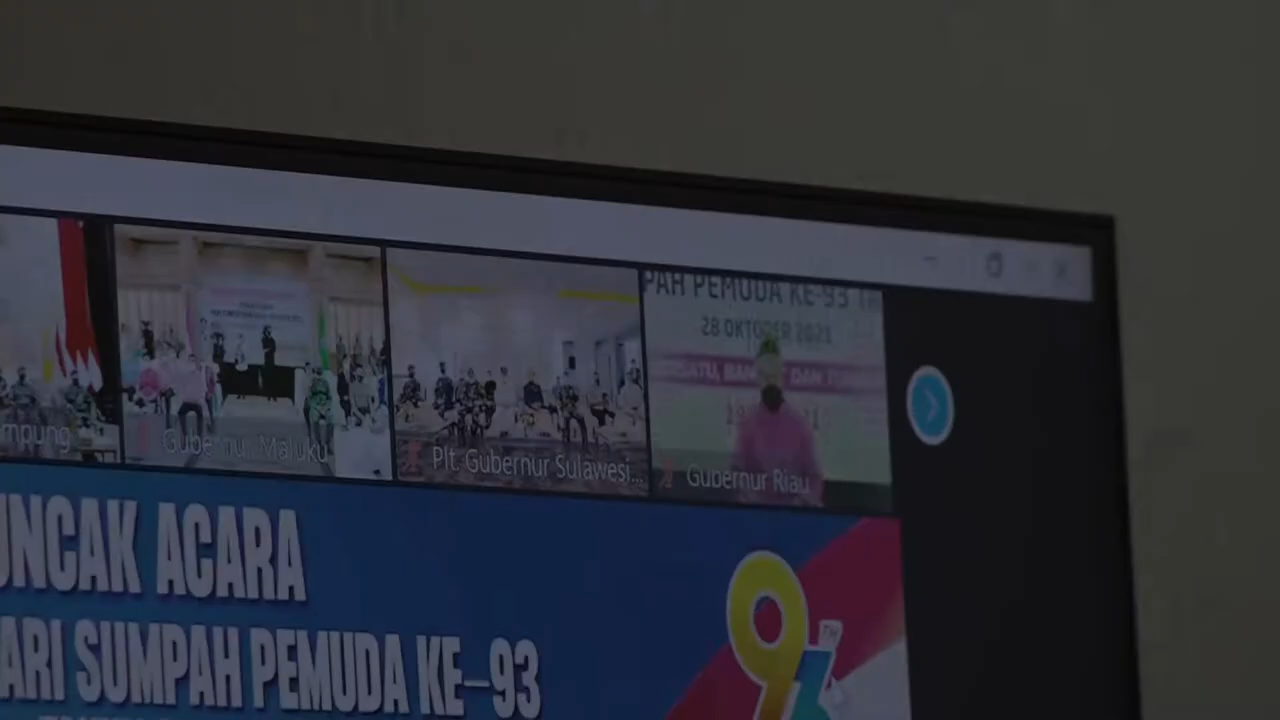 PAH PEMUDA KE-93
28 OKTOBER 2021
mpung
Gubernur Maluku
Plt. Gubernur Sulawesi...
Gubernur Riau
UNCAK ACARA
ARI SUMPAH PEMUDA KE-93
TH